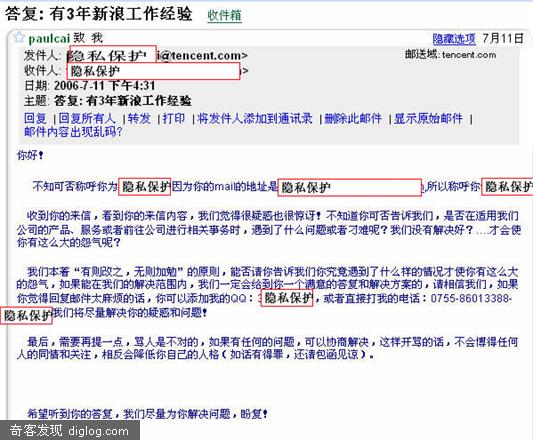 答复: 有3年新浪工作经验 收件箱
paulcai 致 我 隐藏选项 7月11日
发件人: 隐私保护 i@tencent.com> 邮送域: tencent.com
收件人: 隐私保护 >
日期: 2006-7-11 下午4:31
主题: 答复: 有3年新浪工作经验
回复 | 回复所有人 | 转发 | 打印 | 将发件人添加到通讯录 | 删除此邮件 | 显示原始邮件 |
邮件内容出现乱码?
你好!
不知可否称呼你为 隐私保护 因为你的mail的地址是 隐私保护 ,所以称呼你 隐私保护
收到你的来信，看到你的来信内容，我们觉得很疑惑也很惊讶! 不知道你可否告诉我们，是否在适用我们
公司的产品、服务或者前往公司进行相关事务时，遇到了什么问题或者刁难呢? 我们没有解决好? ....才会使
你有这么大的怨气呢?
我们本着“有则改之，无则加勉”的原则，能否请你告诉我们你究竟遇到了什么样的情况才使你有这么大
的怨气，如果能在我们的解决范围内，我们一定会给到你一个满意的答复和解决方案的，请相信我们，如果
你觉得回复邮件太麻烦的话，你可以添加我的QQ: 3 隐私保护 ，或者直接打我的电话: 0755-86013388-
隐私保护 我们将尽量解决你的疑惑和问题!
最后，需要再提一点，骂人是不对的，如果有任何的问题，可以协商解决，这样开骂的话，不会博得任何
人的同情和关注，相反会降低你自己的人格（如话有得罪，还请包函见谅）。
希望听到你的答复，我们尽量为你解决问题，盼复!
奇客发现 diglog.com